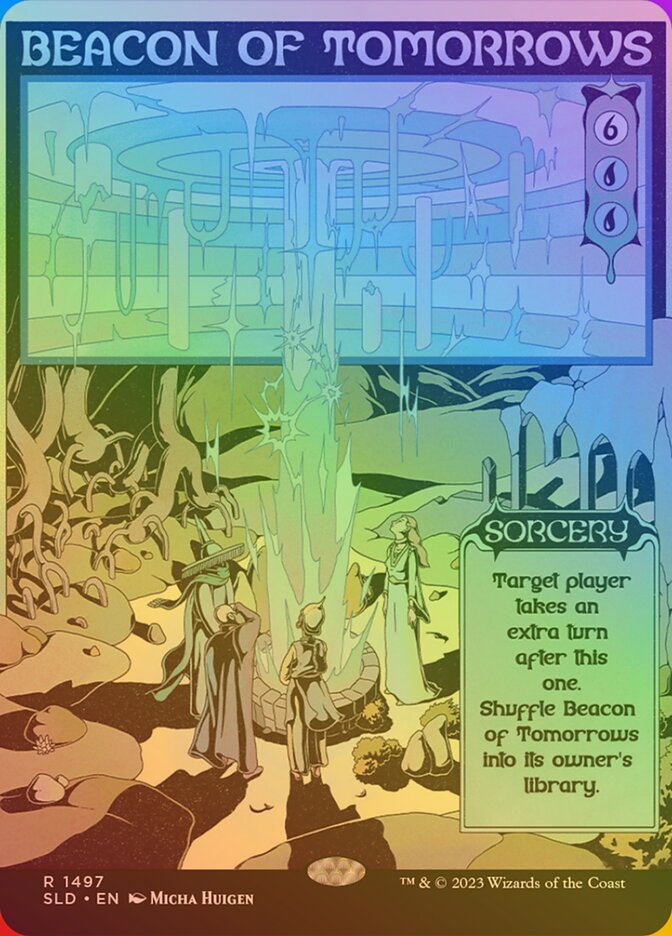 BEACON OF TOMORROWS
6
SORCERY
Target player
takes an
extra turn
after this
one.
Shuffle Beacon
of Tomorrows
into its owner's
library.
R 1497
SLD • EN MICHA HUIGEN
™ & © 2023 Wizards of the Coast